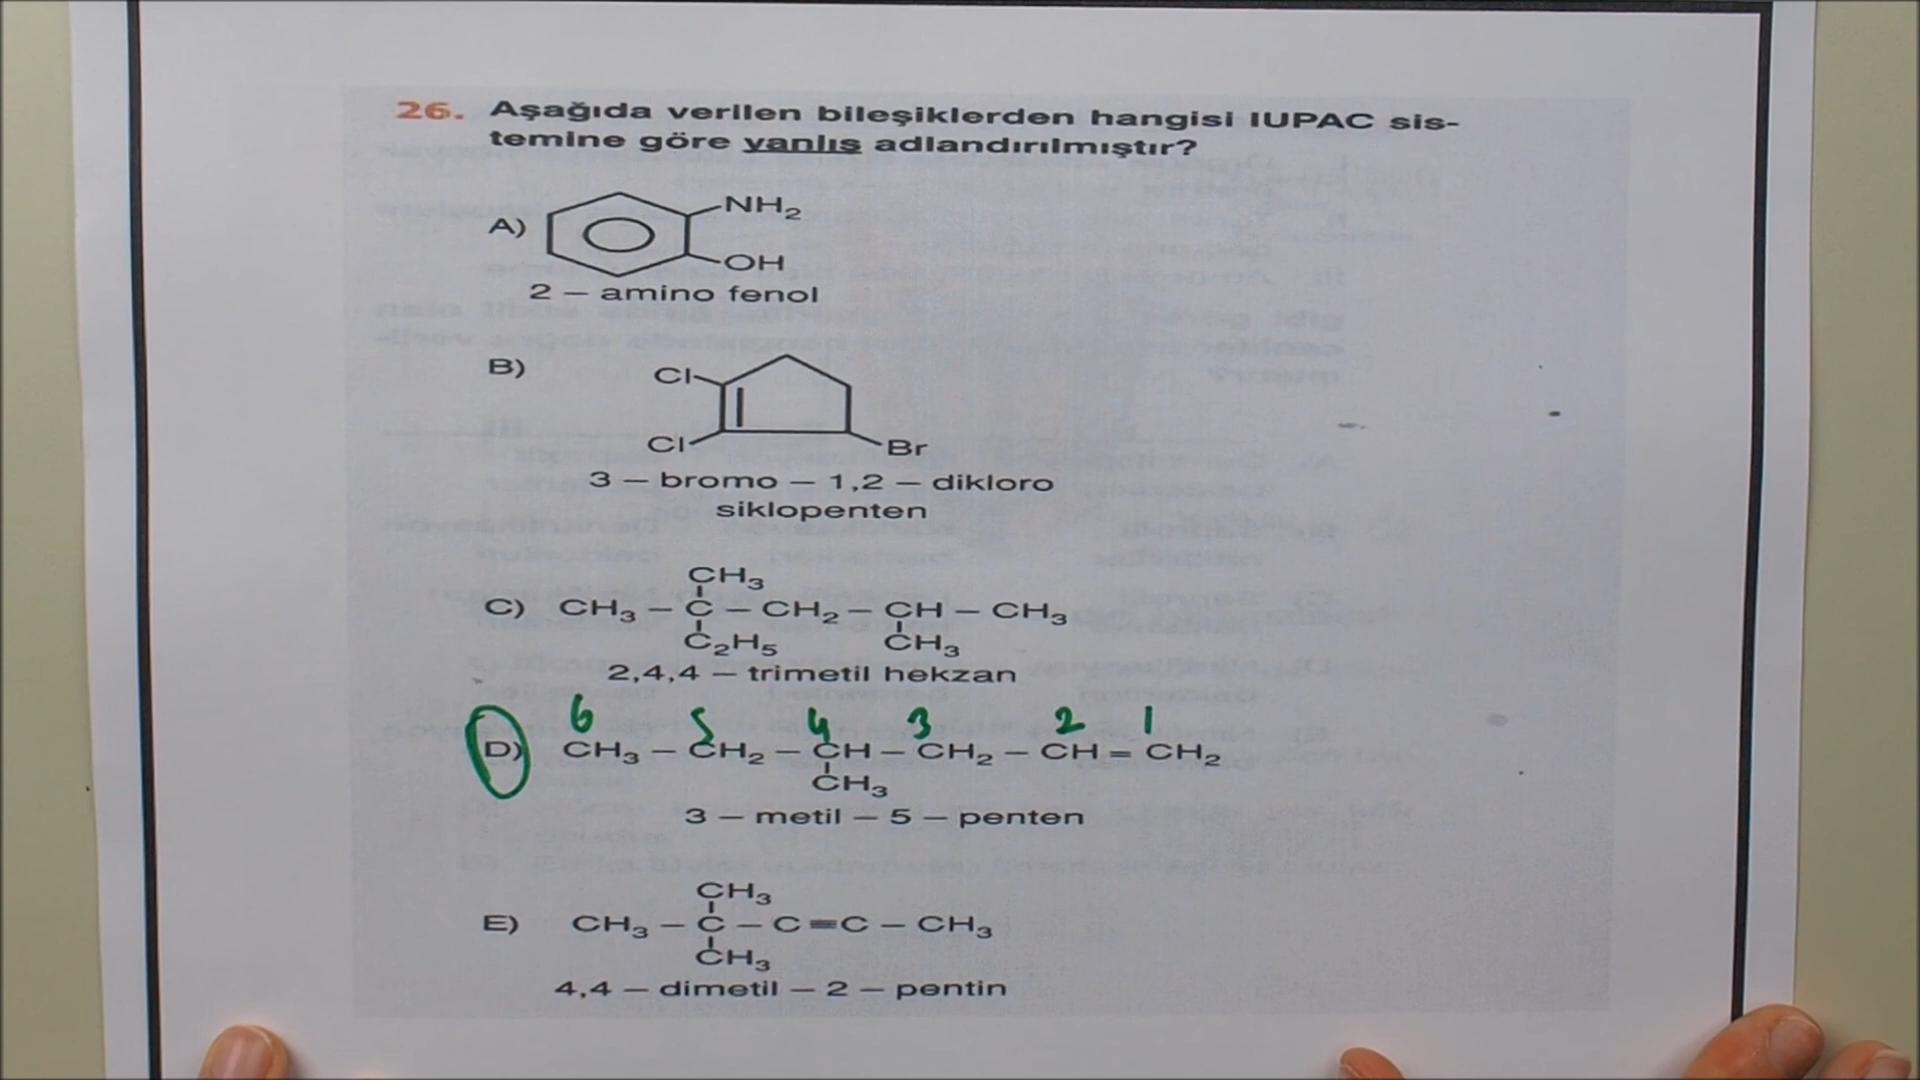 26. Aşağıda verilen bileşiklerden hangisi IUPAC sis-
temine göre yanlış adlandırılmıştır?
A)
NH₂
OH
2 – amino fenol
B)
Cl
Cl
Br
3 – bromo – 1,2 – dikloro
siklopenten
CH₃
C) CH₃ – C – CH₂ – CH – CH₃
C₂H₅ CH₃
2,4,4 – trimetil hekzan
6 5 4 3 2 1
D) CH₃ – CH₂ – CH – CH₂ – CH = CH₂
CH₃
3 – metil – 5 – penten
CH₃
E) CH₃ – C – C ≡ C – CH₃
CH₃
4,4 – dimetil – 2 – pentin